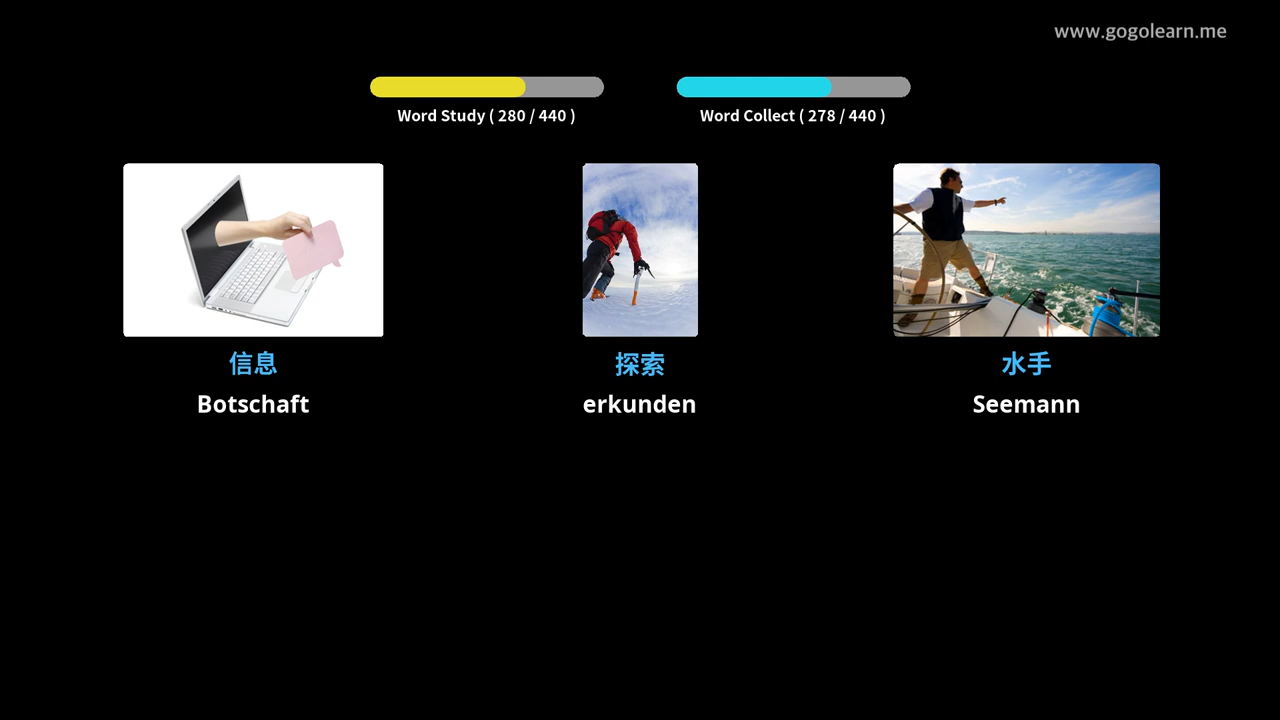 www.gogolearn.me
Word Study ( 280 / 440 )
Word Collect ( 278 / 440 )
信息
探索
水手
Botschaft
erkunden
Seemann